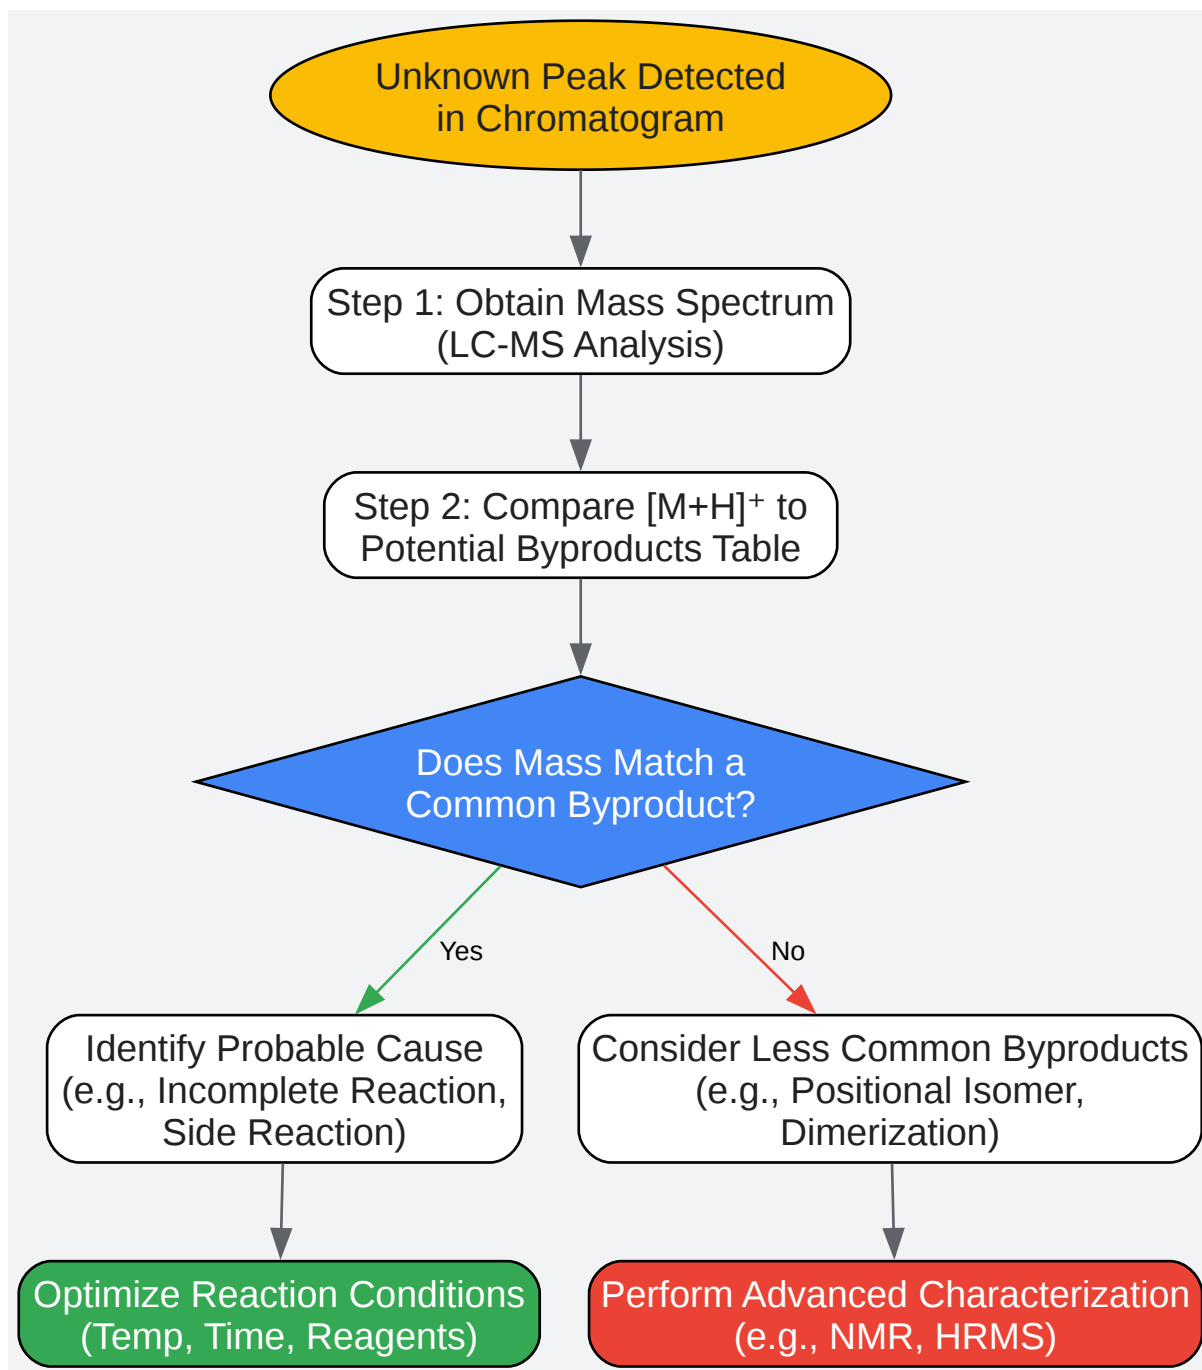 Unknown Peak Detected
in Chromatogram
Step 1: Obtain Mass Spectrum
(LC-MS Analysis)
Step 2: Compare [M+H]⁺ to
Potential Byproducts Table
Does Mass Match a
Common Byproduct?
Yes
No
Identify Probable Cause
(e.g., Incomplete Reaction,
Side Reaction)
Consider Less Common Byproducts
(e.g., Positional Isomer,
Dimerization)
Optimize Reaction Conditions
(Temp, Time, Reagents)
Perform Advanced Characterization
(e.g., NMR, HRMS)